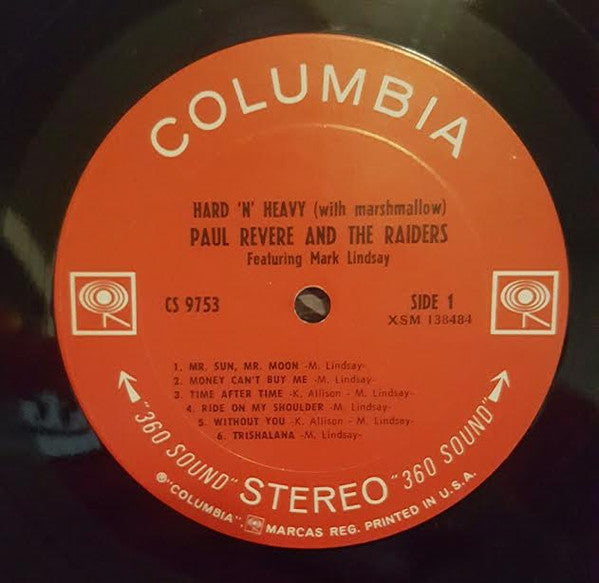 COLUMBIA
HARD 'N' HEAVY (with marshmallow)
PAUL REVERE AND THE RAIDERS
Featuring Mark Lindsay
CS 9753
SIDE 1
XSM 138484
1. MR. SUN, MR. MOON -M. Lindsay-
2. MONEY CAN'T BUY ME -M. Lindsay-
3. TIME AFTER TIME -K. Allison - M. Lindsay-
4. RIDE ON MY SHOULDER -M. Lindsay-
5. WITHOUT YOU -K. Allison - M. Lindsay-
6. TRISHALANA -M. Lindsay-
"360 SOUND" STEREO "360 SOUND"
℗"COLUMBIA", MARCAS REG. PRINTED IN U.S.A.